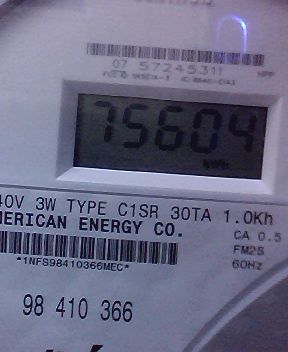 07 57245311
75604
kWh
40V 3W TYPE C1SR 30TA 1.0Kh
MERICAN ENERGY CO.
CA 0.5
FM2S
60Hz
*1NFS98410366MEC*
98 410 366